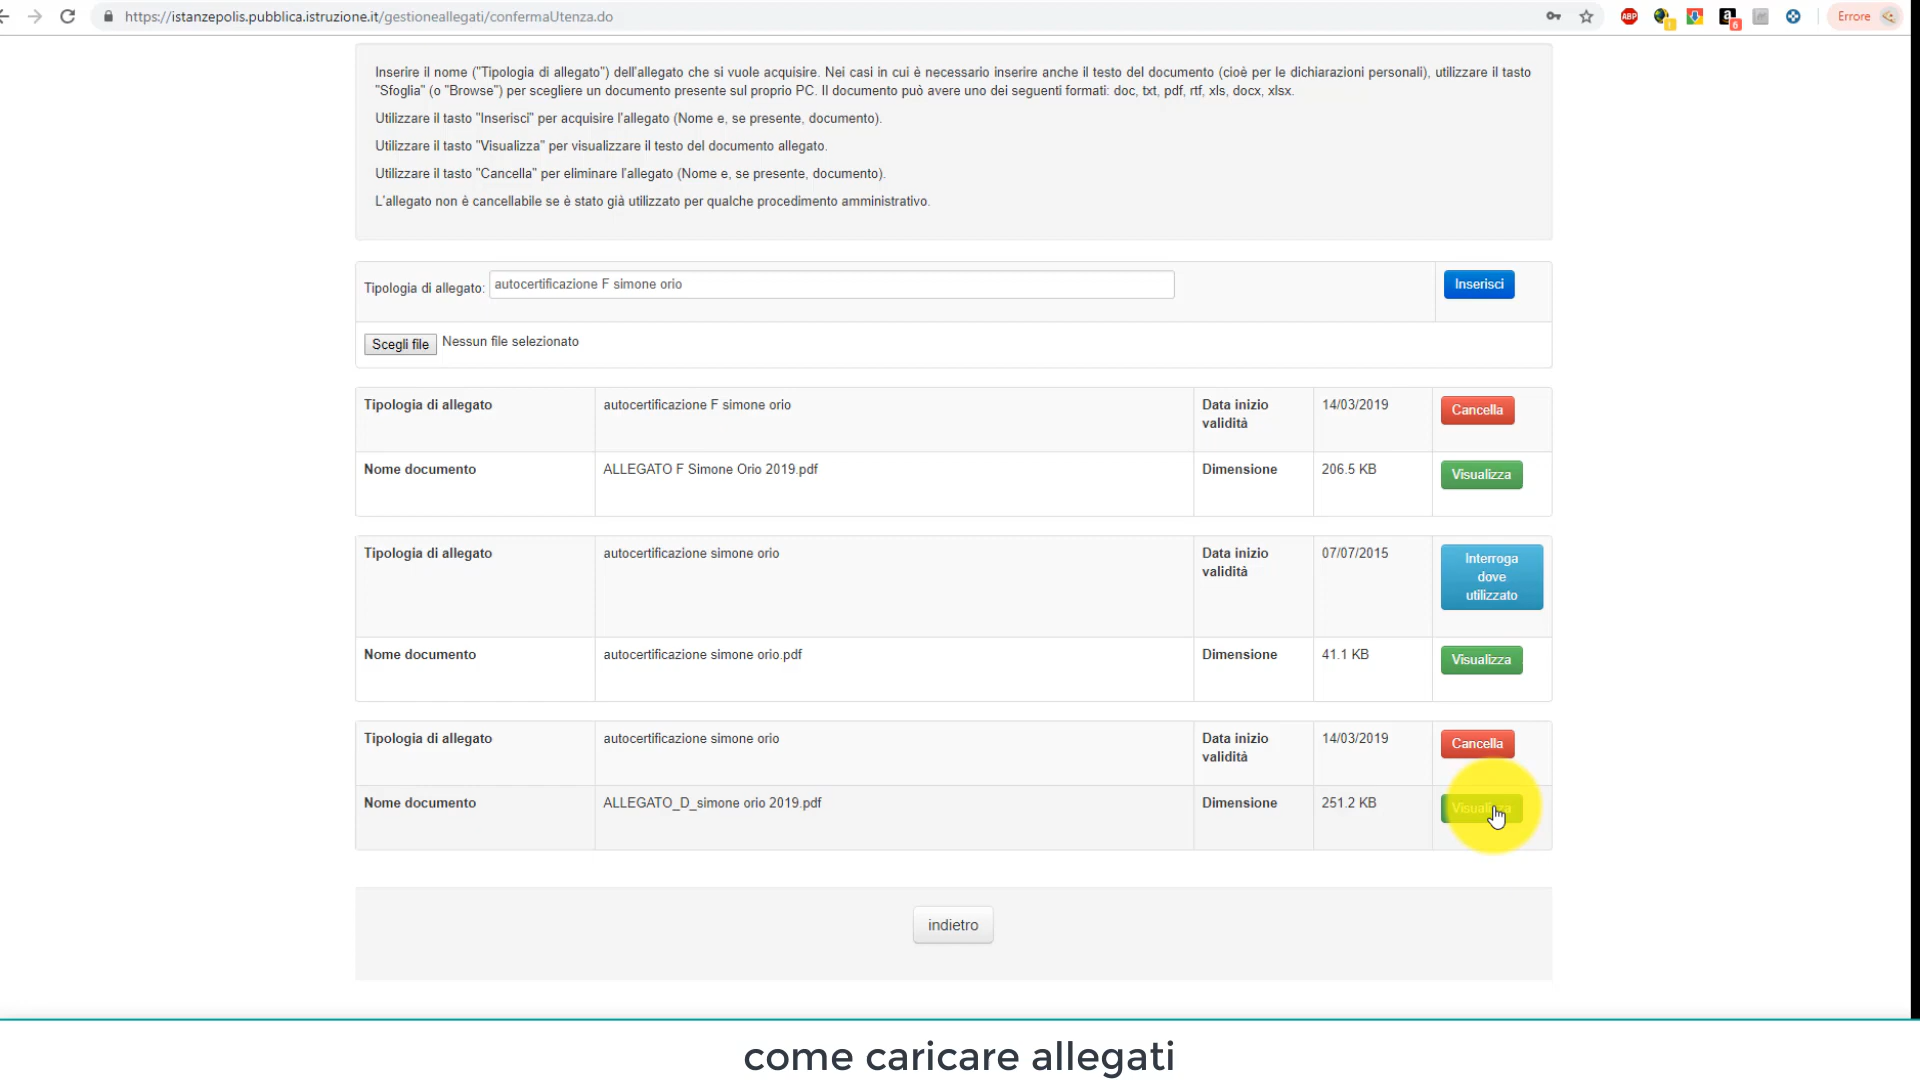 https://istanzepolis.pubblica.istruzione.it/gestioneallegati/confermaUtenza.do
ABP
1
a
6
Errore
Inserire il nome ("Tipologia di allegato") dell'allegato che si vuole acquisire. Nei casi in cui è necessario inserire anche il testo del documento (cioè per le dichiarazioni personali), utilizzare il tasto
"Sfoglia" (o "Browse") per scegliere un documento presente sul proprio PC. Il documento può avere uno dei seguenti formati: doc, txt, pdf, rtf, xls, docx, xlsx.
Utilizzare il tasto "Inserisci" per acquisire l'allegato (Nome e, se presente, documento).
Utilizzare il tasto "Visualizza" per visualizzare il testo del documento allegato.
Utilizzare il tasto "Cancella" per eliminare l'allegato (Nome e, se presente, documento).
L'allegato non è cancellabile se è stato già utilizzato per qualche procedimento amministrativo.
Tipologia di allegato: autocertificazione F simone orio Inserisci
Scegli file Nessun file selezionato
Tipologia di allegato autocertificazione F simone orio Data inizio 14/03/2019 Cancella
validità
Nome documento ALLEGATO F Simone Orio 2019.pdf Dimensione 206.5 KB Visualizza
Tipologia di allegato autocertificazione simone orio Data inizio 07/07/2015 Interroga
validità dove
utilizzato
Nome documento autocertificazione simone orio.pdf Dimensione 41.1 KB Visualizza
Tipologia di allegato autocertificazione simone orio Data inizio 14/03/2019 Cancella
validità
Nome documento ALLEGATO_D_simone orio 2019.pdf Dimensione 251.2 KB Visualizza
indietro
come caricare allegati